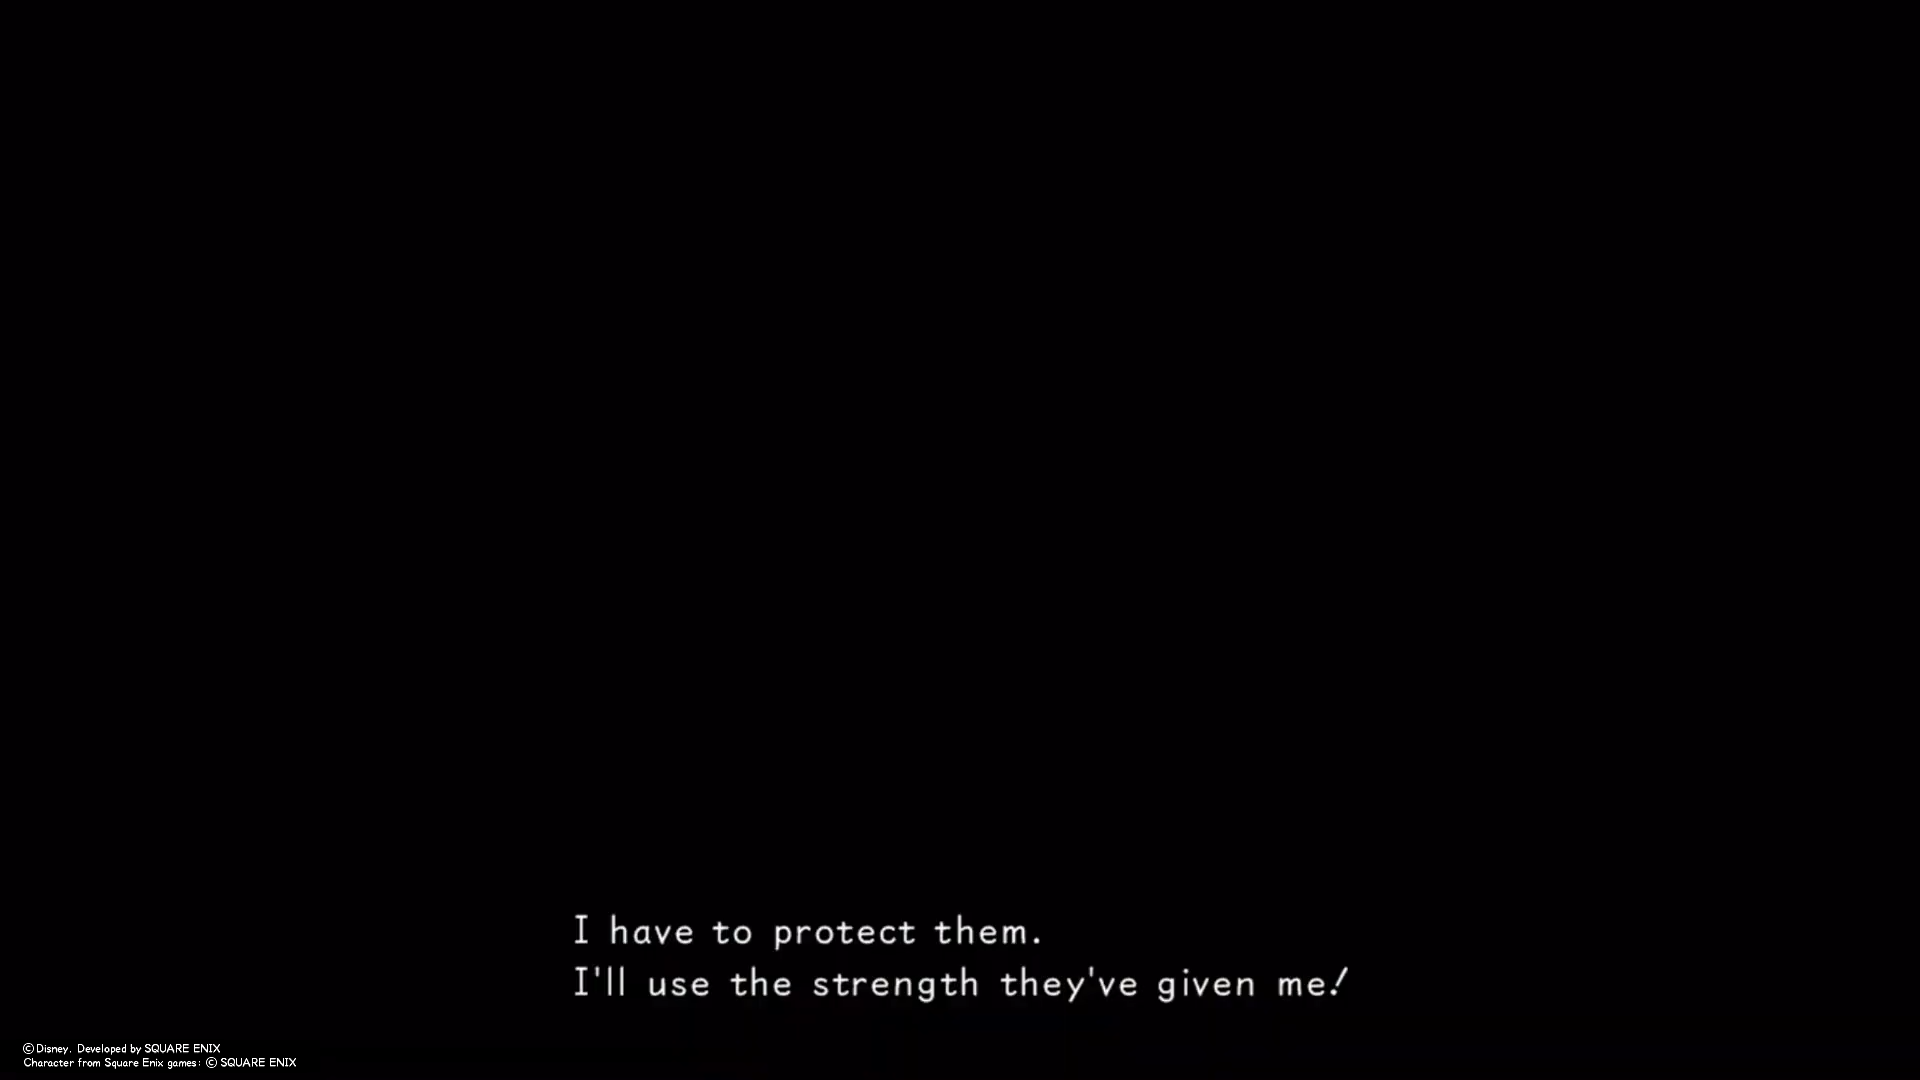 I have to protect them.
I'll use the strength they've given me!
©Disney. Developed by SQUARE ENIX
Character from Square Enix games: © SQUARE ENIX